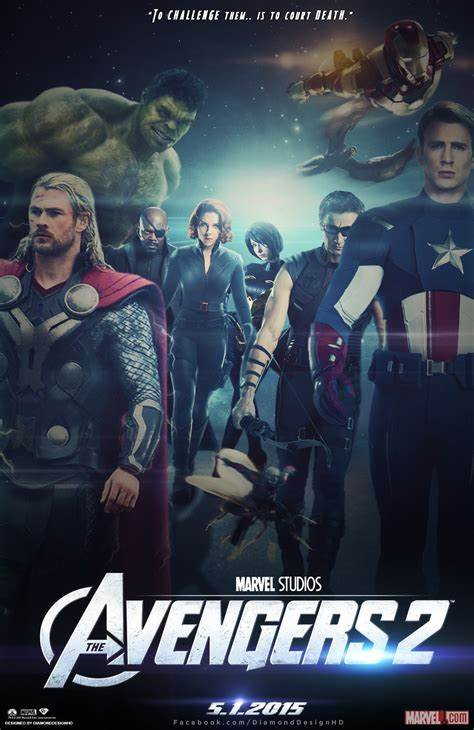 "To challenge them.. is to court death."
MARVEL STUDIOS
THE AVENGERS 2
5.1.2015
Facebook.com/DiamondDesignHD
DESIGNED BY DIAMONDDESIGNHD
MARVEL.COM